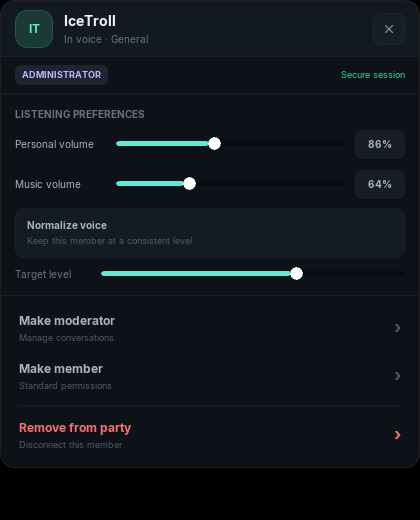 IT
IceTroll
In voice · General
×
ADMINISTRATOR
Secure session
LISTENING PREFERENCES
Personal volume
86%
Music volume
64%
Normalize voice
Keep this member at a consistent level
Target level
Make moderator
Manage conversations
Make member
Standard permissions
Remove from party
Disconnect this member